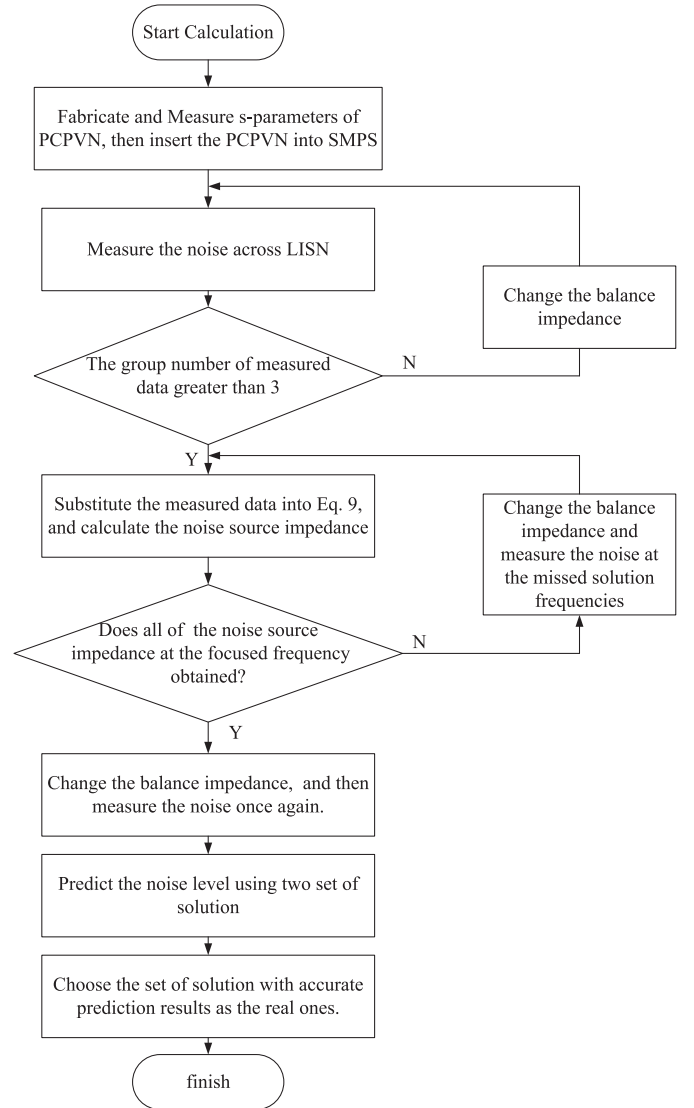 Start Calculation
Fabricate and Measure s-parameters of
PCPVN, then insert the PCPVN into SMPS
Measure the noise across LISN
Change the balance
impedance
The group number of measured
data greater than 3
N
Y
Substitute the measured data into Eq. 9,
and calculate the noise source impedance
Change the balance
impedance and
measure the noise at
the missed solution
frequencies
Does all of the noise source
impedance at the focused frequency
obtained?
N
Y
Change the balance impedance, and then
measure the noise once again.
Predict the noise level using two set of
solution
Choose the set of solution with accurate
prediction results as the real ones.
finish